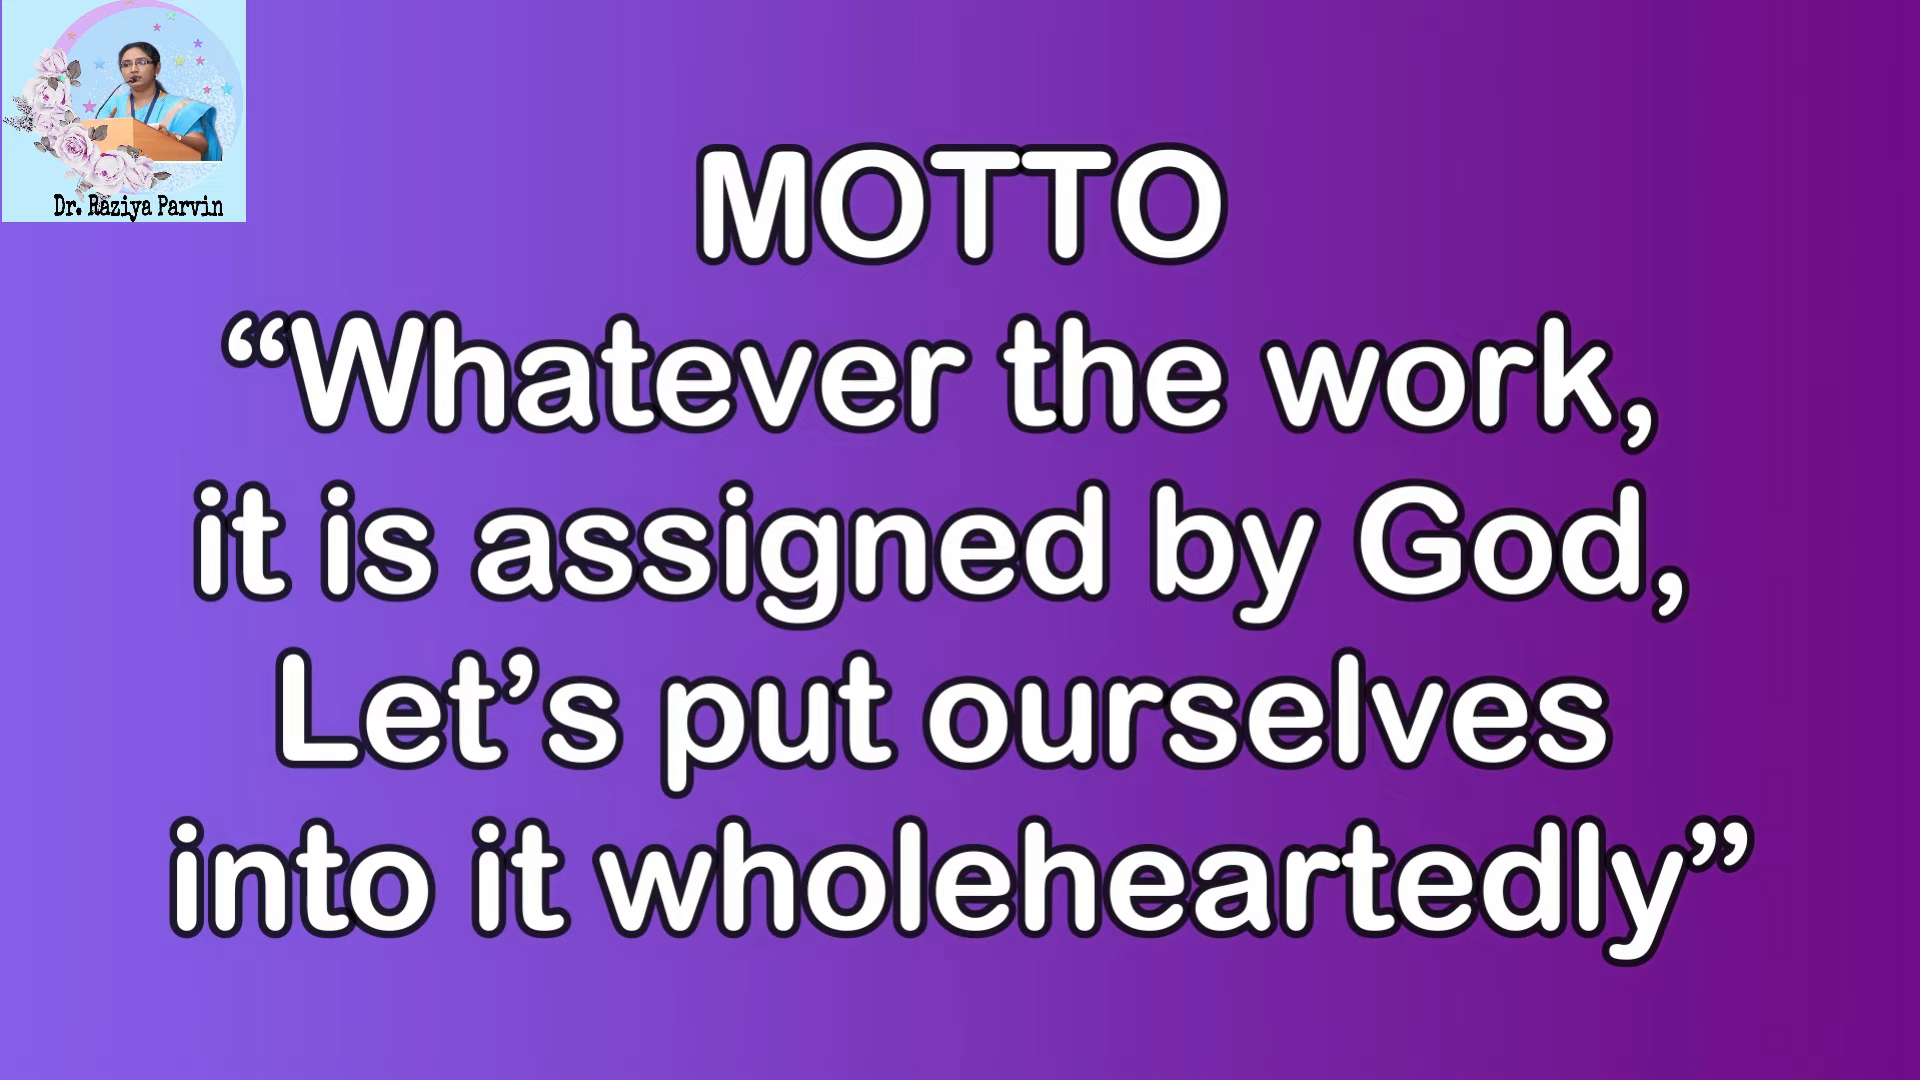 Dr. Raziya Parvin
MOTTO
“Whatever the work,
it is assigned by God,
Let’s put ourselves
into it wholeheartedly”